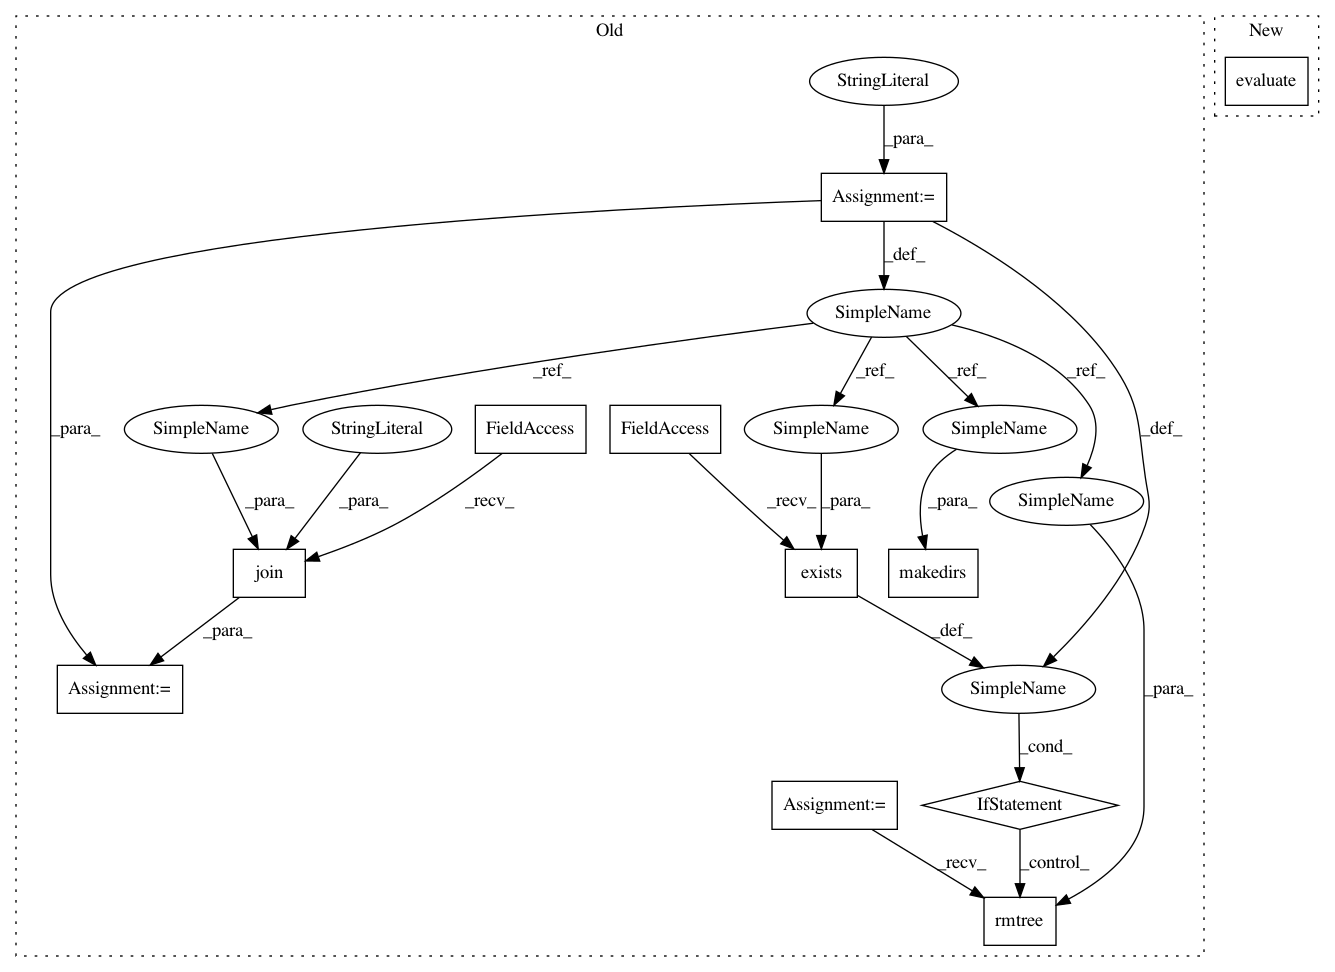 Old
New
StringLiteral
evaluate
_para_
Assignment:=
_def_
SimpleName
_ref_
_ref_
_ref_
_ref_
_para_
_def_
SimpleName
StringLiteral
FieldAccess
FieldAccess
SimpleName
SimpleName
SimpleName
_para_
_para_
_recv_
_recv_
_para_
_para_
join
exists
makedirs
_para_
_def_
Assignment:=
SimpleName
_para_
_cond_
Assignment:=
IfStatement
_recv_
_control_
rmtree